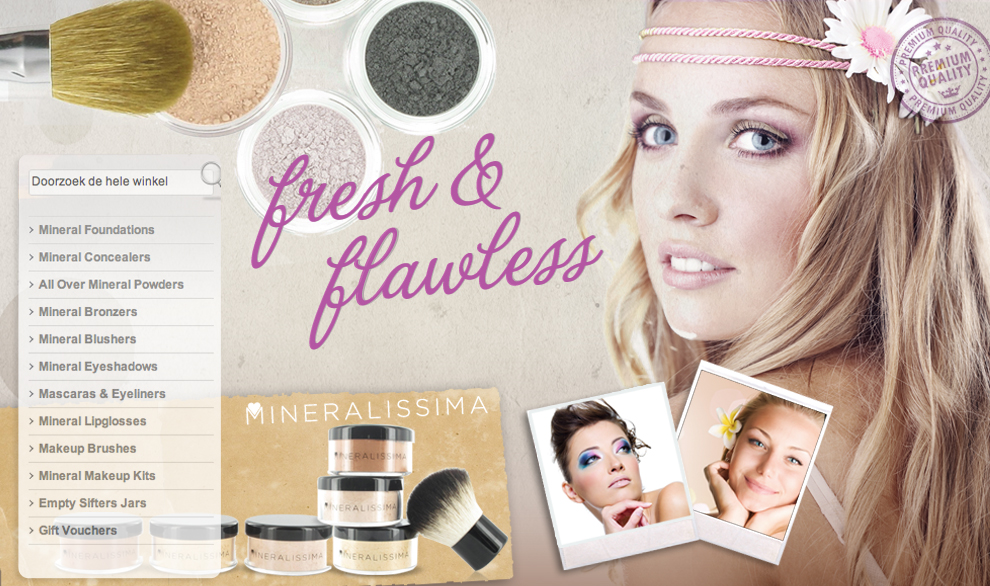 PREMIUM QUALITY
PREMIUM
QUALITY
PREMIUM QUALITY
Doorzoek de hele winkel
fresh &
flawless
Mineral Foundations
Mineral Concealers
All Over Mineral Powders
Mineral Bronzers
Mineral Blushers
Mineral Eyeshadows
Mascaras & Eyeliners
Mineral Lipglosses
Makeup Brushes
Mineral Makeup Kits
Empty Sifters Jars
Gift Vouchers
MINERALISSIMA
MINERALISSIMA
MINERALISSIMA
MINERALISSIMA
MINERALISSIMA